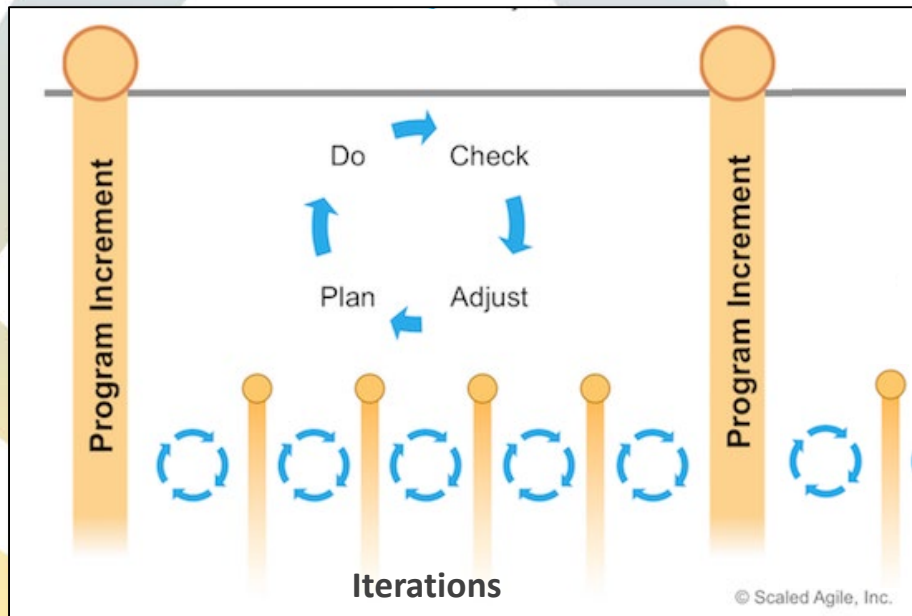 Program Increment
Do
Check
Plan
Adjust
Program Increment
Iterations
© Scaled Agile, Inc.